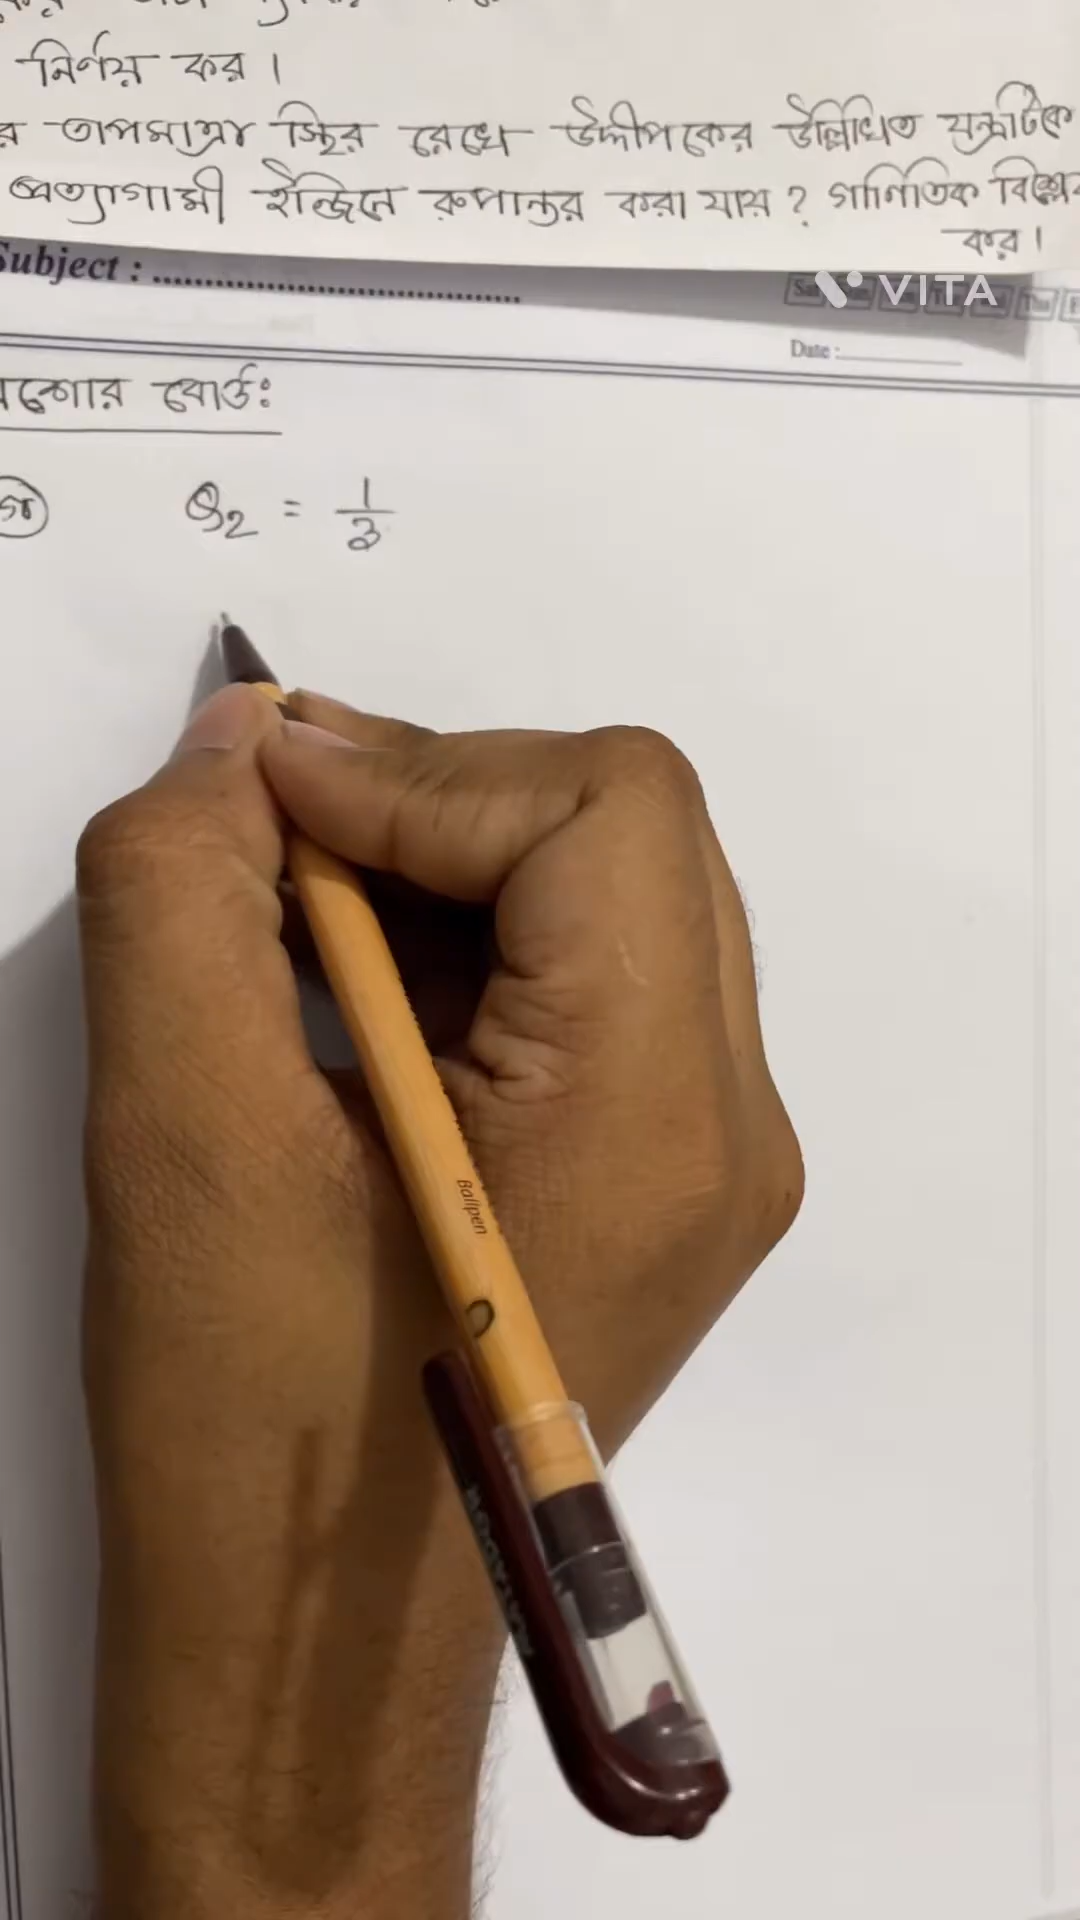 নির্ণয় কর।
র তাপমাত্রা স্থির রেখে উদ্দীপকের উল্লিখিত যন্ত্রটিকে
প্রত্যাগামী ইন্জিনে রুপান্তর করা যায়? গাণিতিক বিশ্লে
কর।
Subject :
VITA
Date :
যশোর বোর্ড:
গ
Q₂ = 1/3
Ballpen